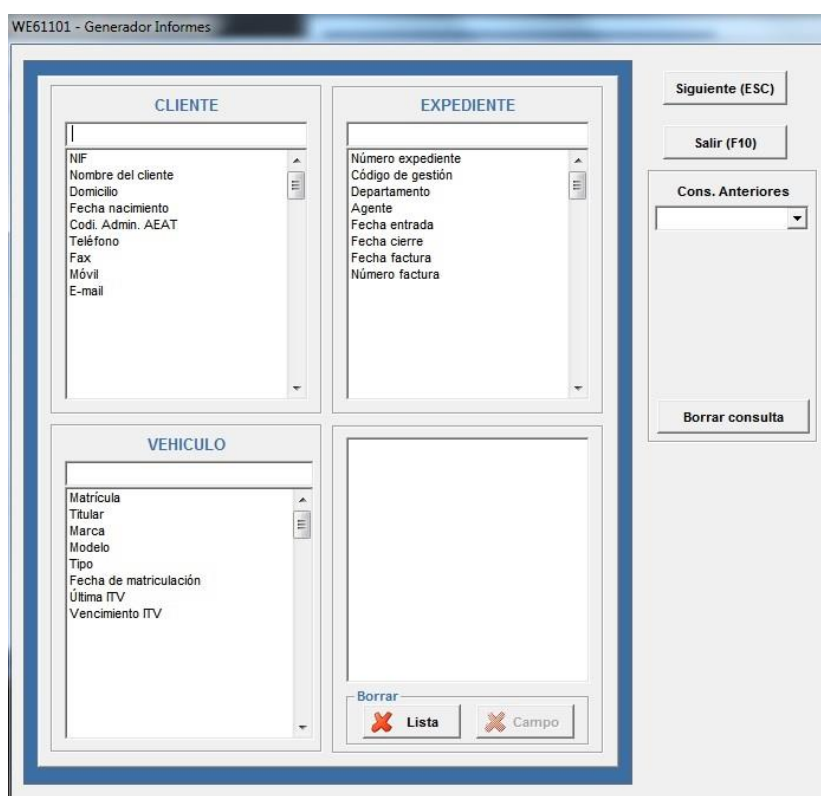 WE61101 - Generador Informes
CLIENTE
NIF
Nombre del cliente
Domicilio
Fecha nacimiento
Codi. Admin. AEAT
Teléfono
Fax
Móvil
E-mail
EXPEDIENTE
Número expediente
Código de gestión
Departamento
Agente
Fecha entrada
Fecha cierre
Fecha factura
Número factura
Siguiente (ESC)
Salir (F10)
Cons. Anteriores
Borrar consulta
VEHICULO
Matrícula
Titular
Marca
Modelo
Tipo
Fecha de matriculación
Última ITV
Vencimiento ITV
Borrar
Lista
Campo